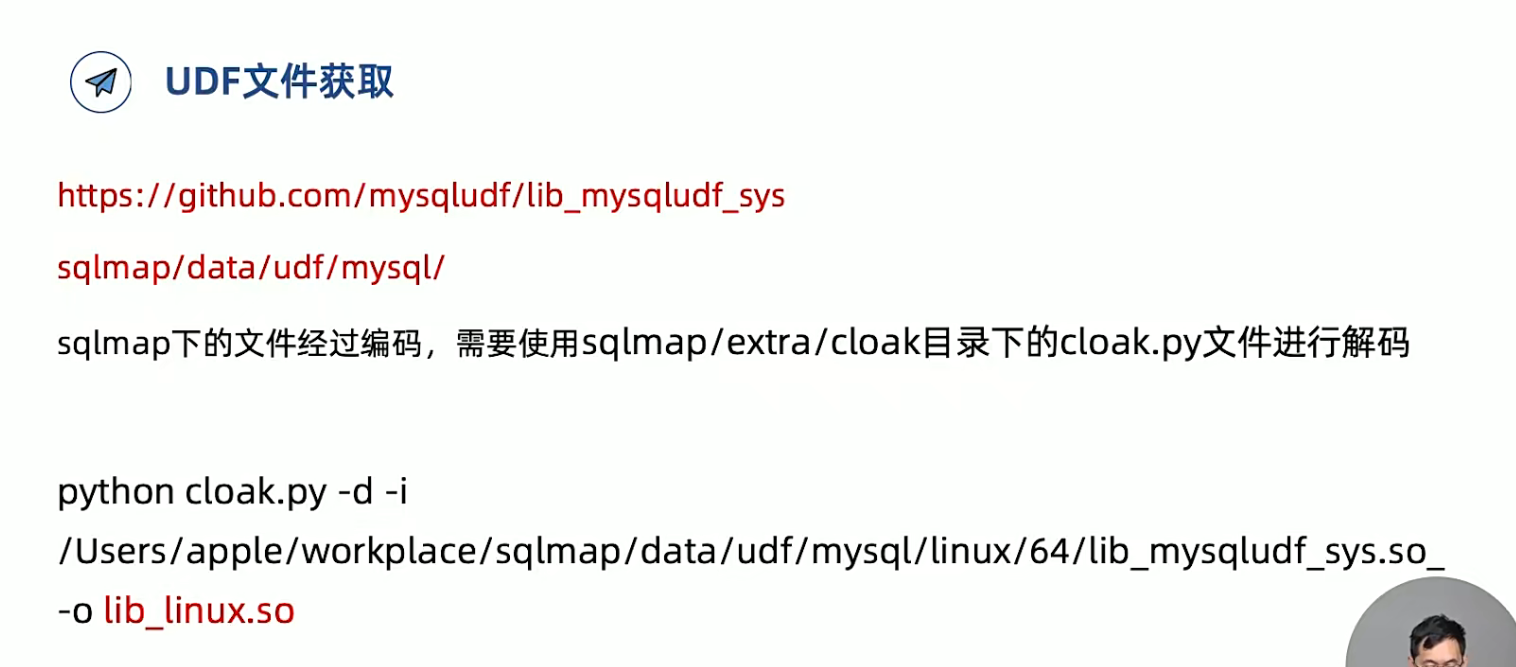 UDF文件获取
https://github.com/mysqludf/lib_mysqludf_sys
sqlmap/data/udf/mysql/
sqlmap下的文件经过编码，需要使用sqlmap/extra/cloak目录下的cloak.py文件进行解码
python cloak.py -d -i
/Users/apple/workplace/sqlmap/data/udf/mysql/linux/64/lib_mysqludf_sys.so_
-o lib_linux.so